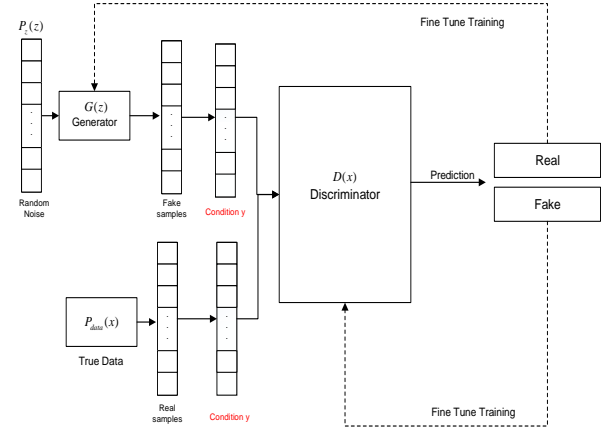 Fine Tune Training
P_z(z)
G(z)
Generator
Random
Noise
Fake
samples
Condition y
D(x)
Discriminator
Prediction
Real
Fake
P_data(x)
True Data
Real
samples
Condition y
Fine Tune Training